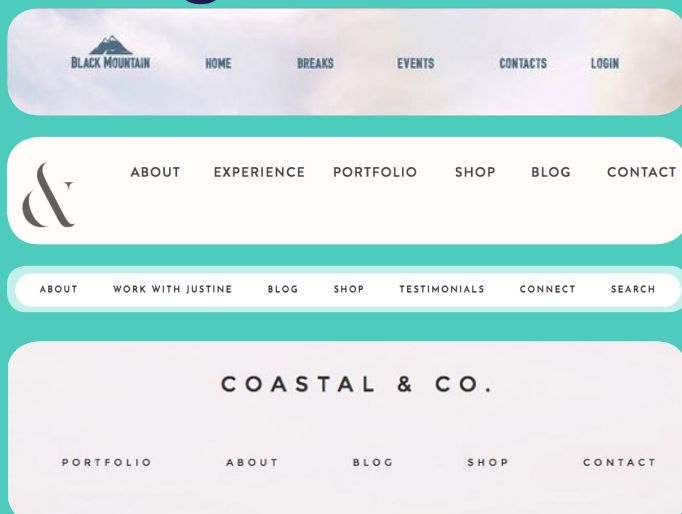 BLACK MOUNTAIN HOME BREAKS EVENTS CONTACTS LOGIN
& ABOUT EXPERIENCE PORTFOLIO SHOP BLOG CONTACT
ABOUT WORK WITH JUSTINE BLOG SHOP TESTIMONIALS CONNECT SEARCH
COASTAL & CO.
PORTFOLIO ABOUT BLOG SHOP CONTACT